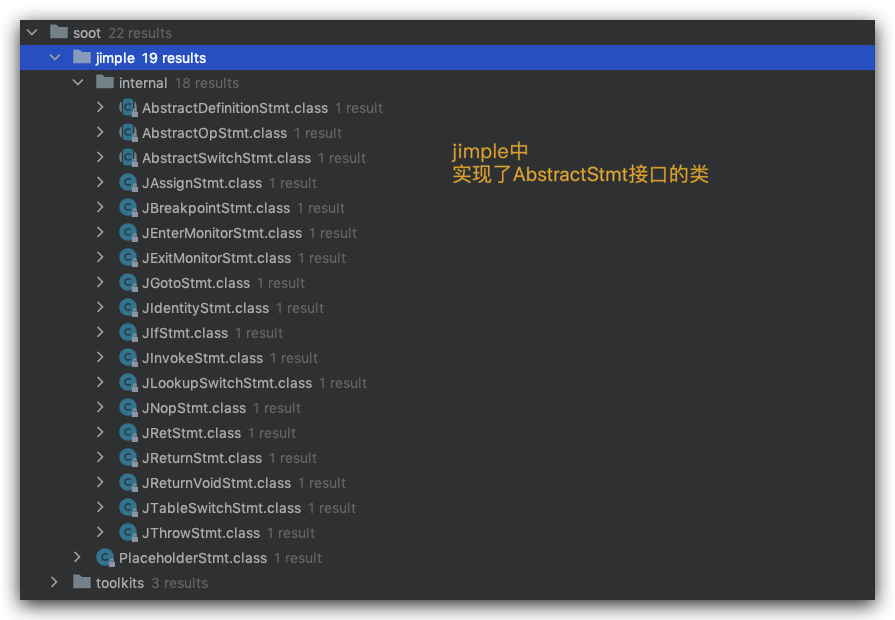 soot 22 results
jimple 19 results
internal 18 results
AbstractDefinitionStmt.class 1 result
AbstractOpStmt.class 1 result
AbstractSwitchStmt.class 1 result
JAssignStmt.class 1 result
JBreakpointStmt.class 1 result
JEnterMonitorStmt.class 1 result
JExitMonitorStmt.class 1 result
JGotoStmt.class 1 result
JIdentityStmt.class 1 result
JIfStmt.class 1 result
JInvokeStmt.class 1 result
JLookupSwitchStmt.class 1 result
JNopStmt.class 1 result
JRetStmt.class 1 result
JReturnStmt.class 1 result
JReturnVoidStmt.class 1 result
JTableSwitchStmt.class 1 result
JThrowStmt.class 1 result
PlaceholderStmt.class 1 result
toolkits 3 results
jimple中
实现了AbstractStmt接口的类